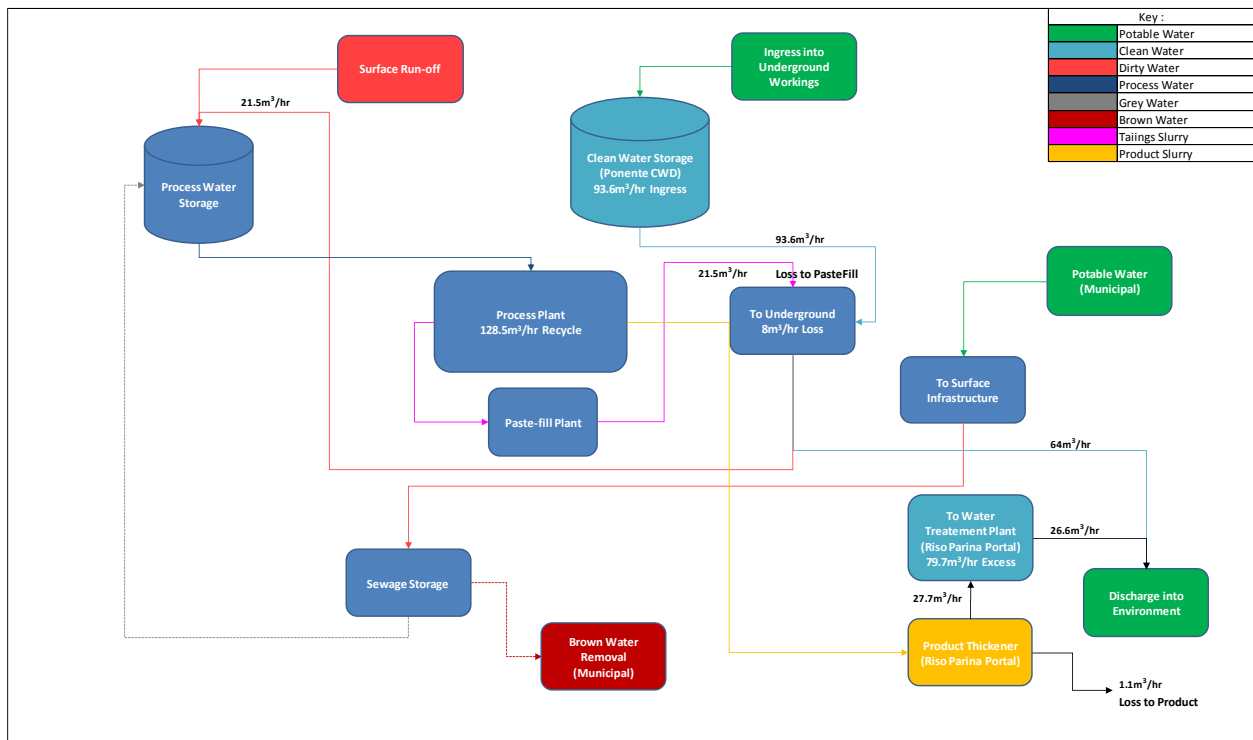 Key :
Potable Water
Clean Water
Dirty Water
Process Water
Grey Water
Brown Water
Taiings Slurry
Product Slurry
Surface Run-off
Ingress into
Underground
Workings
21.5m³/hr
Process Water
Storage
Clean Water Storage
(Ponente CWD)
93.6m³/hr Ingress
93.6m³/hr
21.5m³/hr
Loss to PasteFill
Potable Water
(Municipal)
Process Plant
128.5m³/hr Recycle
To Underground
8m³/hr Loss
To Surface
Infrastructure
Paste-fill Plant
64m³/hr
To Water
Treatement Plant
(Riso Parina Portal)
79.7m³/hr Excess
26.6m³/hr
Sewage Storage
Discharge into
Environment
27.7m³/hr
Brown Water
Removal
(Municipal)
Product Thickener
(Riso Parina Portal)
1.1m³/hr
Loss to Product